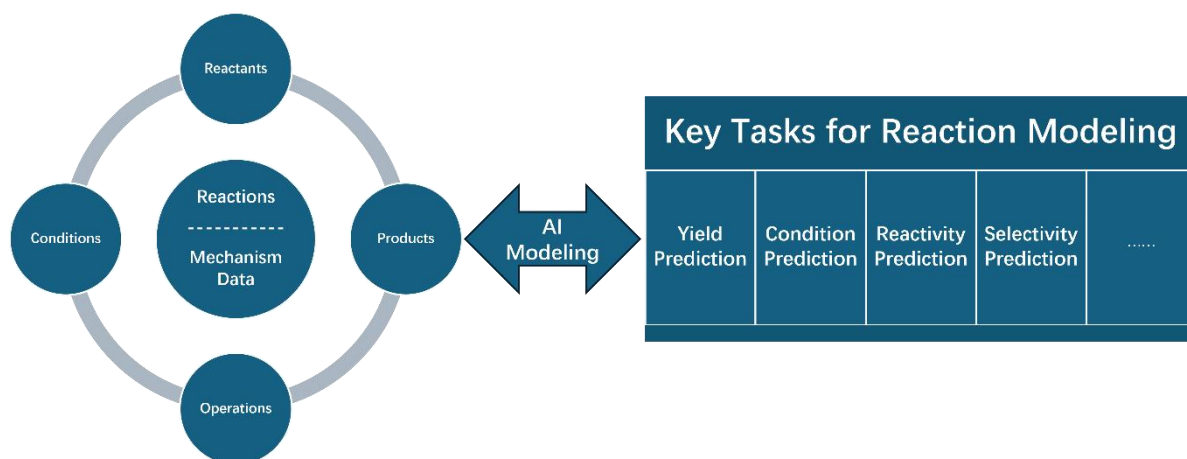 Reactants
Conditions
Reactions
Mechanism
Data
Products
Operations
AI
Modeling
Key Tasks for Reaction Modeling
Yield
Prediction
Condition
Prediction
Reactivity
Prediction
Selectivity
Prediction
......